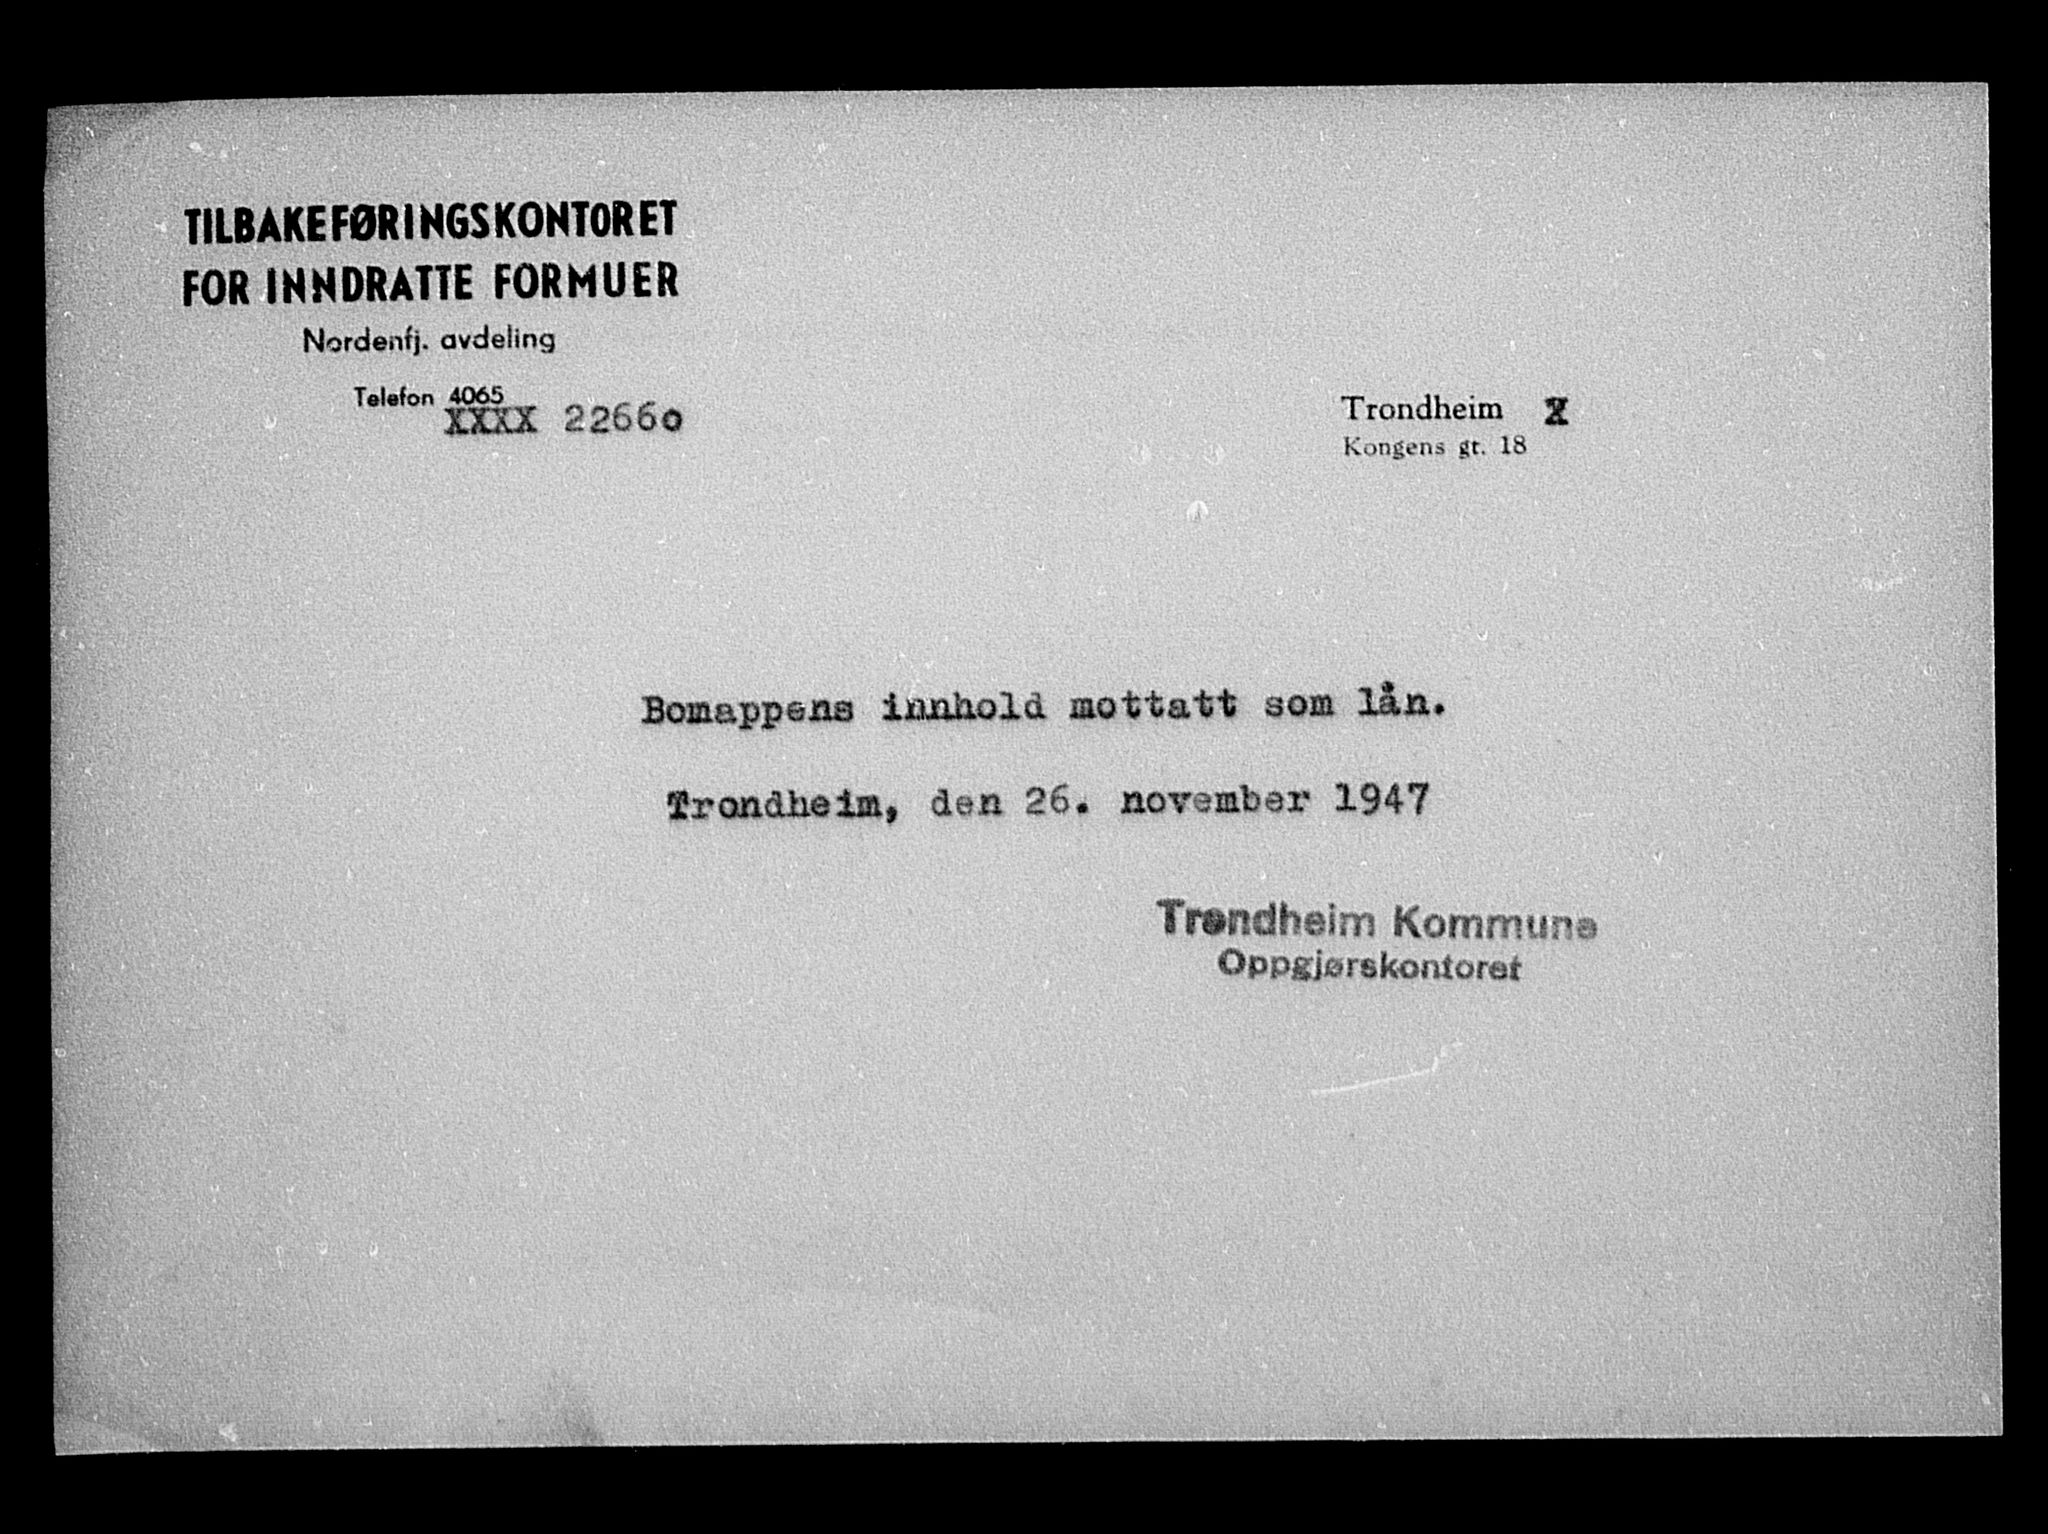 TILBAKEFØRINGSKONTORET
FOR INNDRATTE FORMUER
Nordenfj. avdeling
Telefon 4065
XXXX 22660
Trondheim
Kongens gt. 18
Bomappens innhold mottatt som lån.
Trondheim, den 26. november 1947
Trondheim Kommune
Oppgjørskontoret